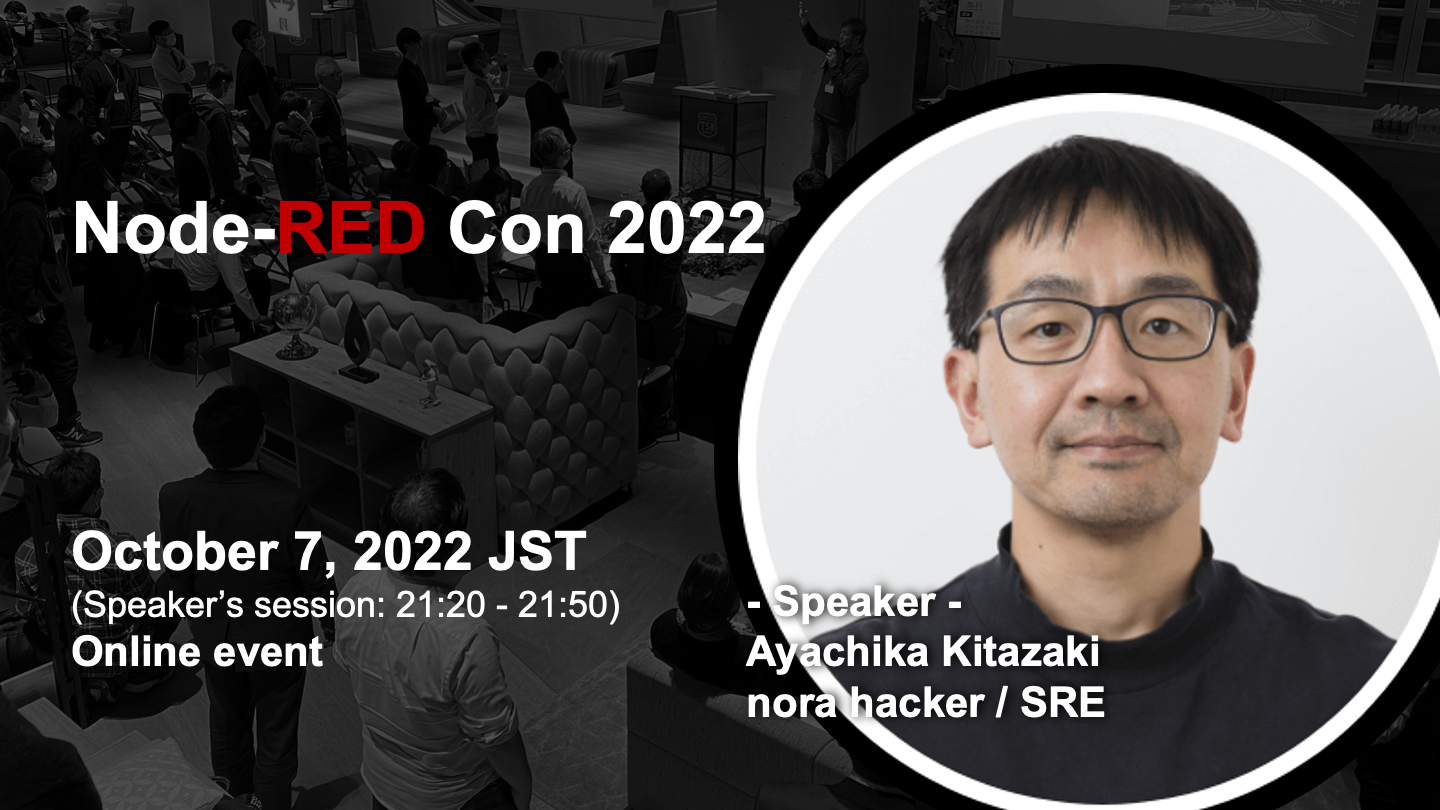 Node-RED Con 2022
October 7, 2022 JST
(Speaker's session: 21:20 - 21:50)
Online event
- Speaker -
Ayachika Kitazaki
nora hacker / SRE